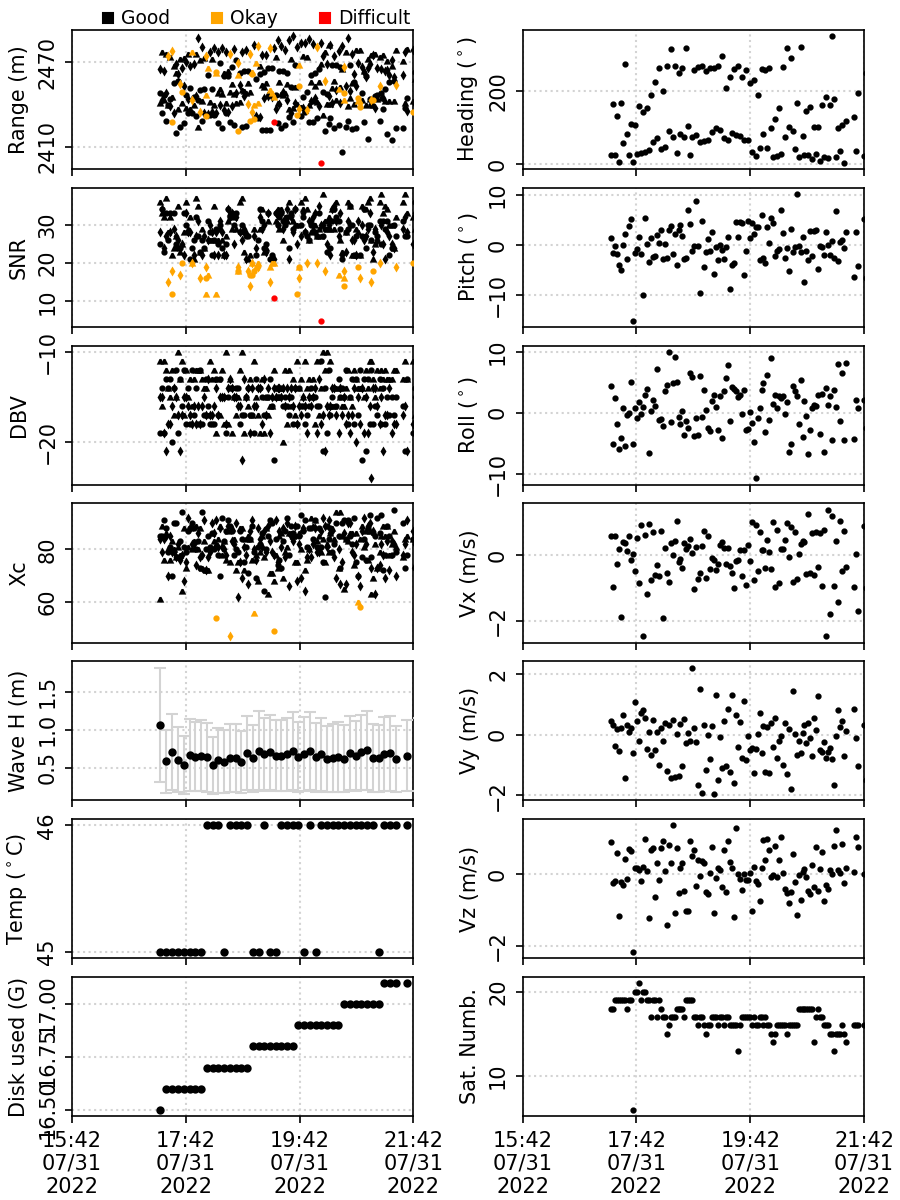 Good Okay Difficult
Range (m)
2470
2410
Heading (°)
200
0
SNR
30
20
10
Pitch (°)
10
0
−10
DBV
−10
−20
Roll (°)
10
0
−10
Xc
80
60
Vx (m/s)
0
−2
Wave H (m)
1.5
1.0
0.5
Vy (m/s)
2
0
−2
Temp (°C)
46
45
Vz (m/s)
0
−2
Disk used (G)
17.00
16.75
16.50
Sat. Numb.
20
10
15:42 17:42 19:42 21:42
07/31 07/31 07/31 07/31
2022 2022 2022 2022
15:42 17:42 19:42 21:42
07/31 07/31 07/31 07/31
2022 2022 2022 2022